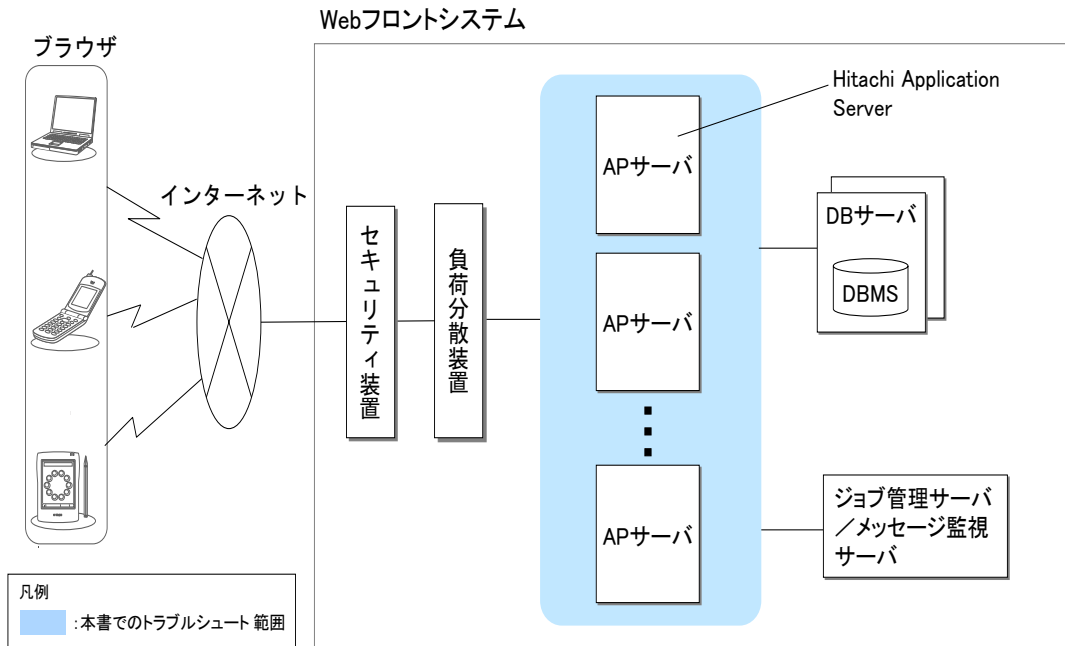 Webフロントシステム
ブラウザ
インターネット
セキュリティ装置
負荷分散装置
Hitachi Application
Server
APサーバ
APサーバ
APサーバ
DBサーバ
DBMS
ジョブ管理サーバ
／メッセージ監視
サーバ
凡例
：本書でのトラブルシュート範囲